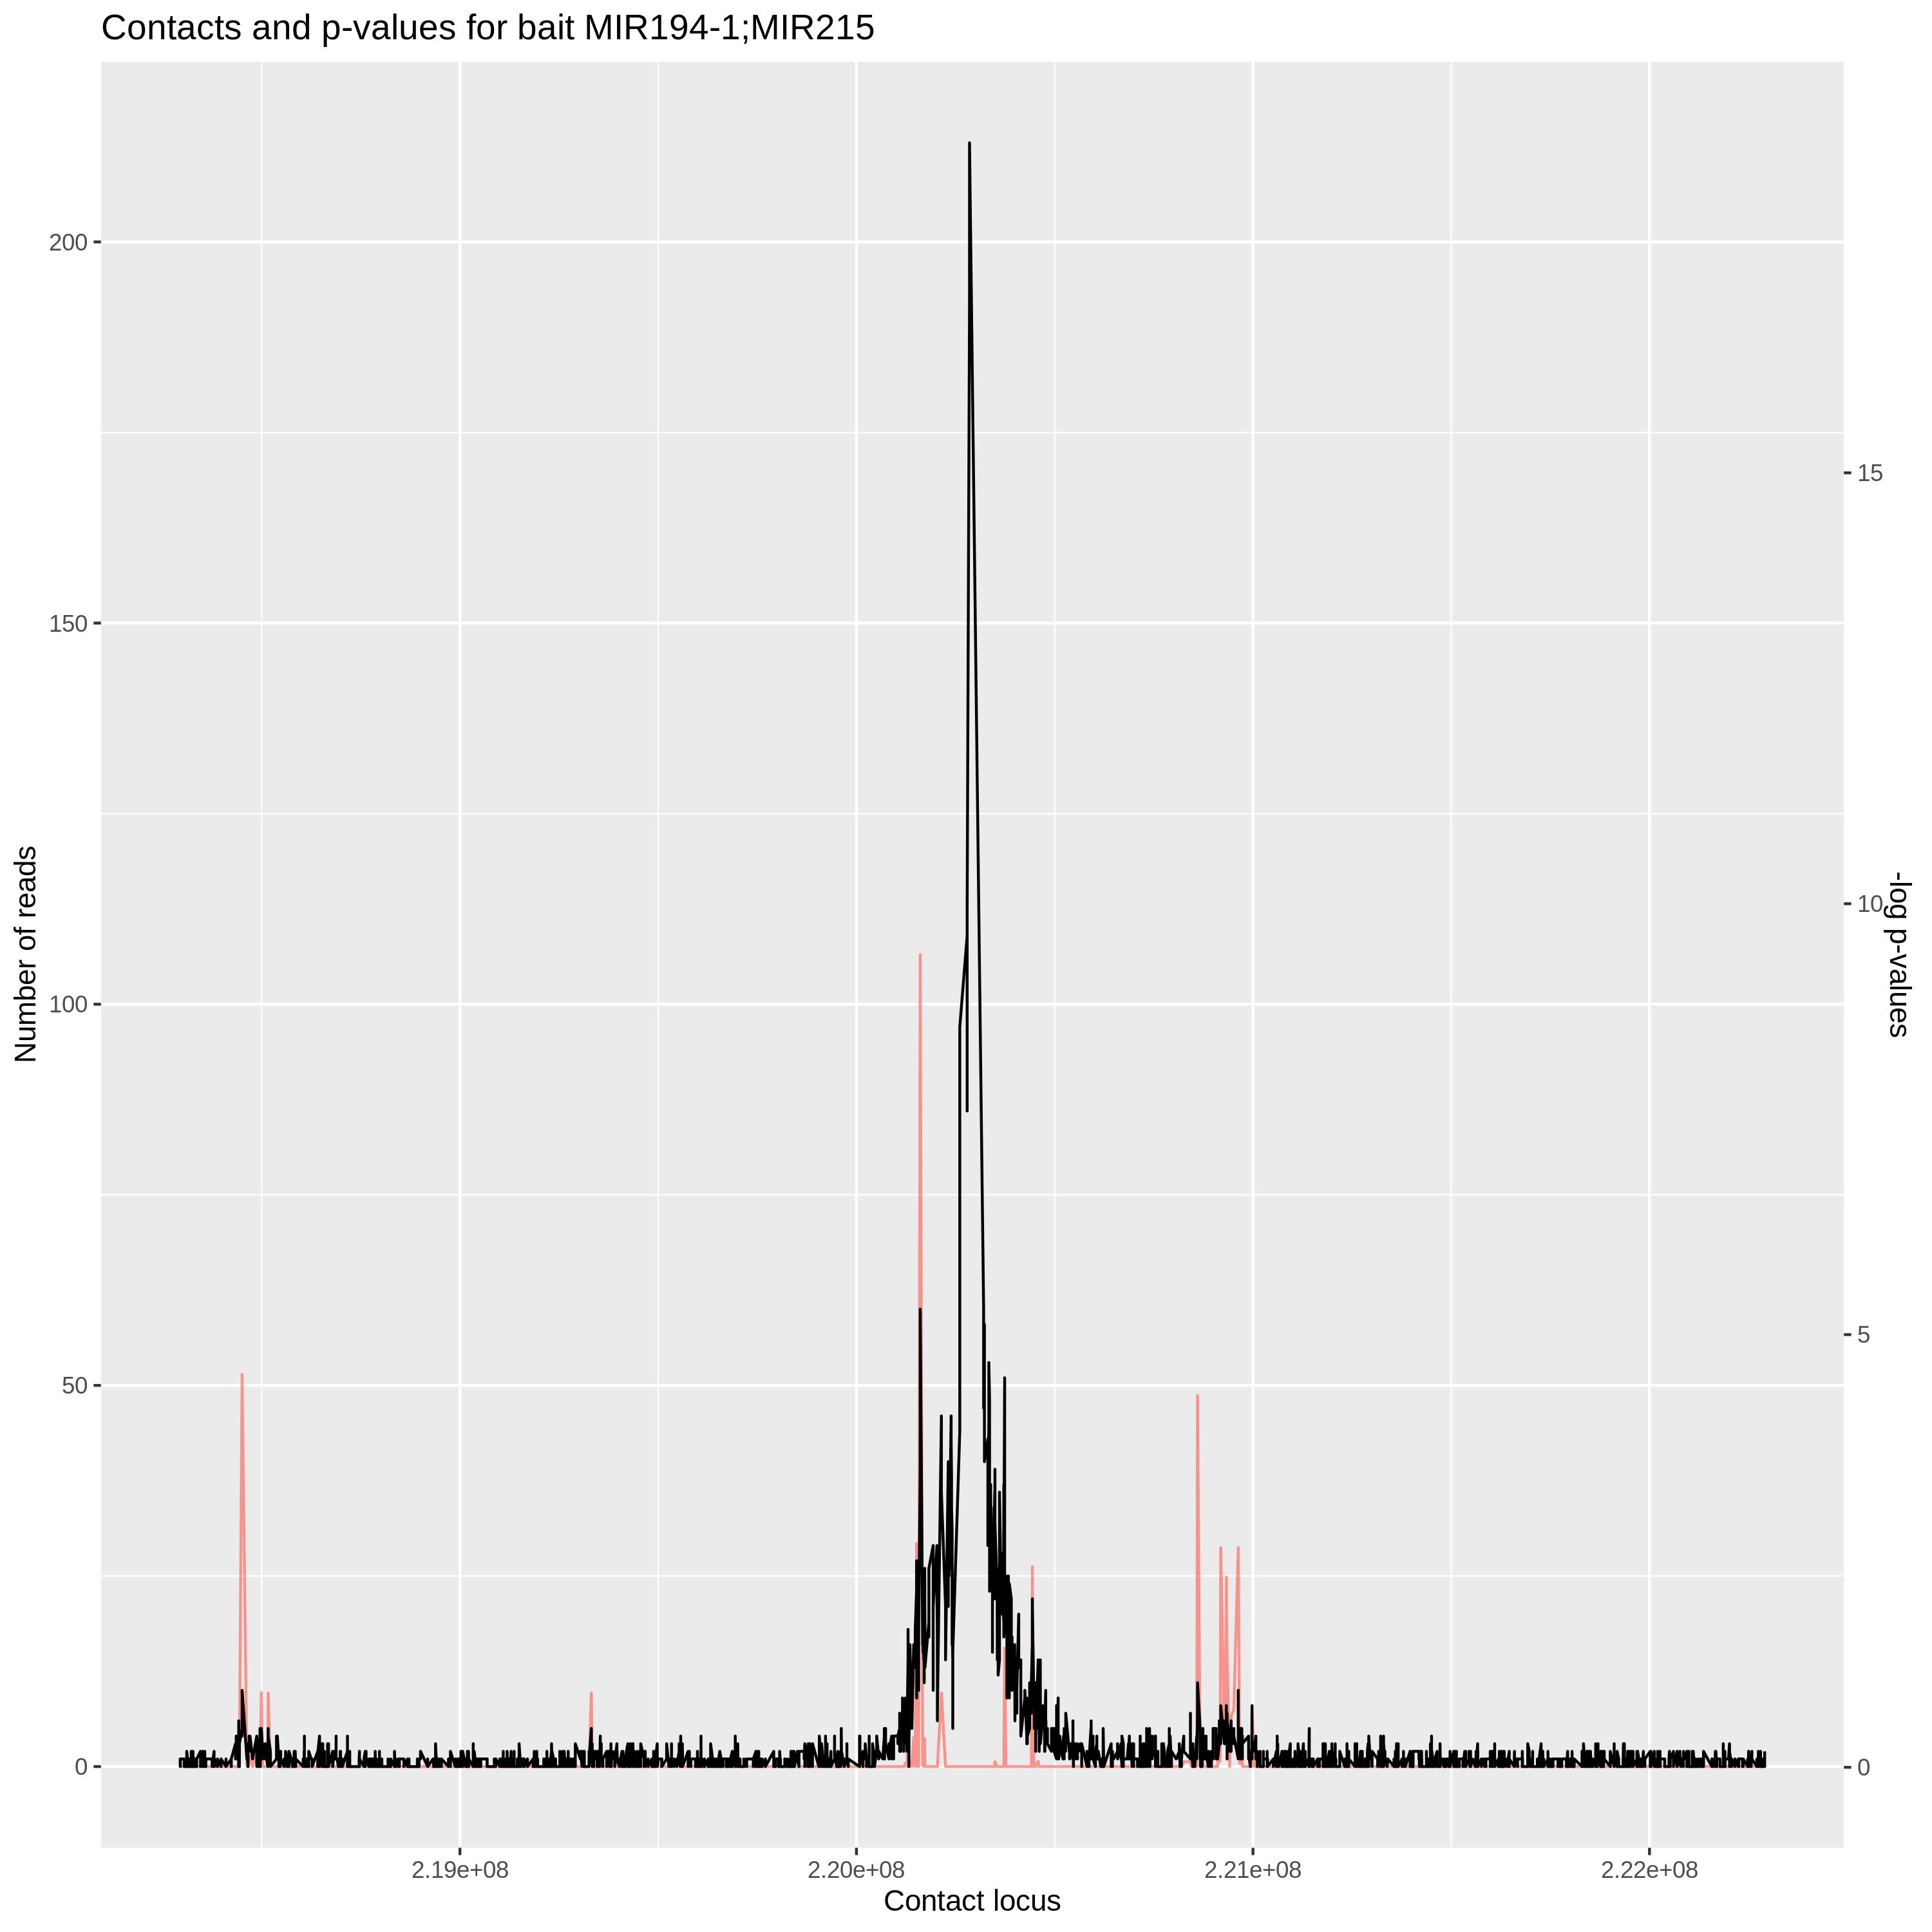 Contacts and p-values for bait MIR194-1;MIR215
Number of reads
200
150
100
50
0
15
10
5
0
-log p-values
2.19e+08
2.20e+08
2.21e+08
2.22e+08
Contact locus